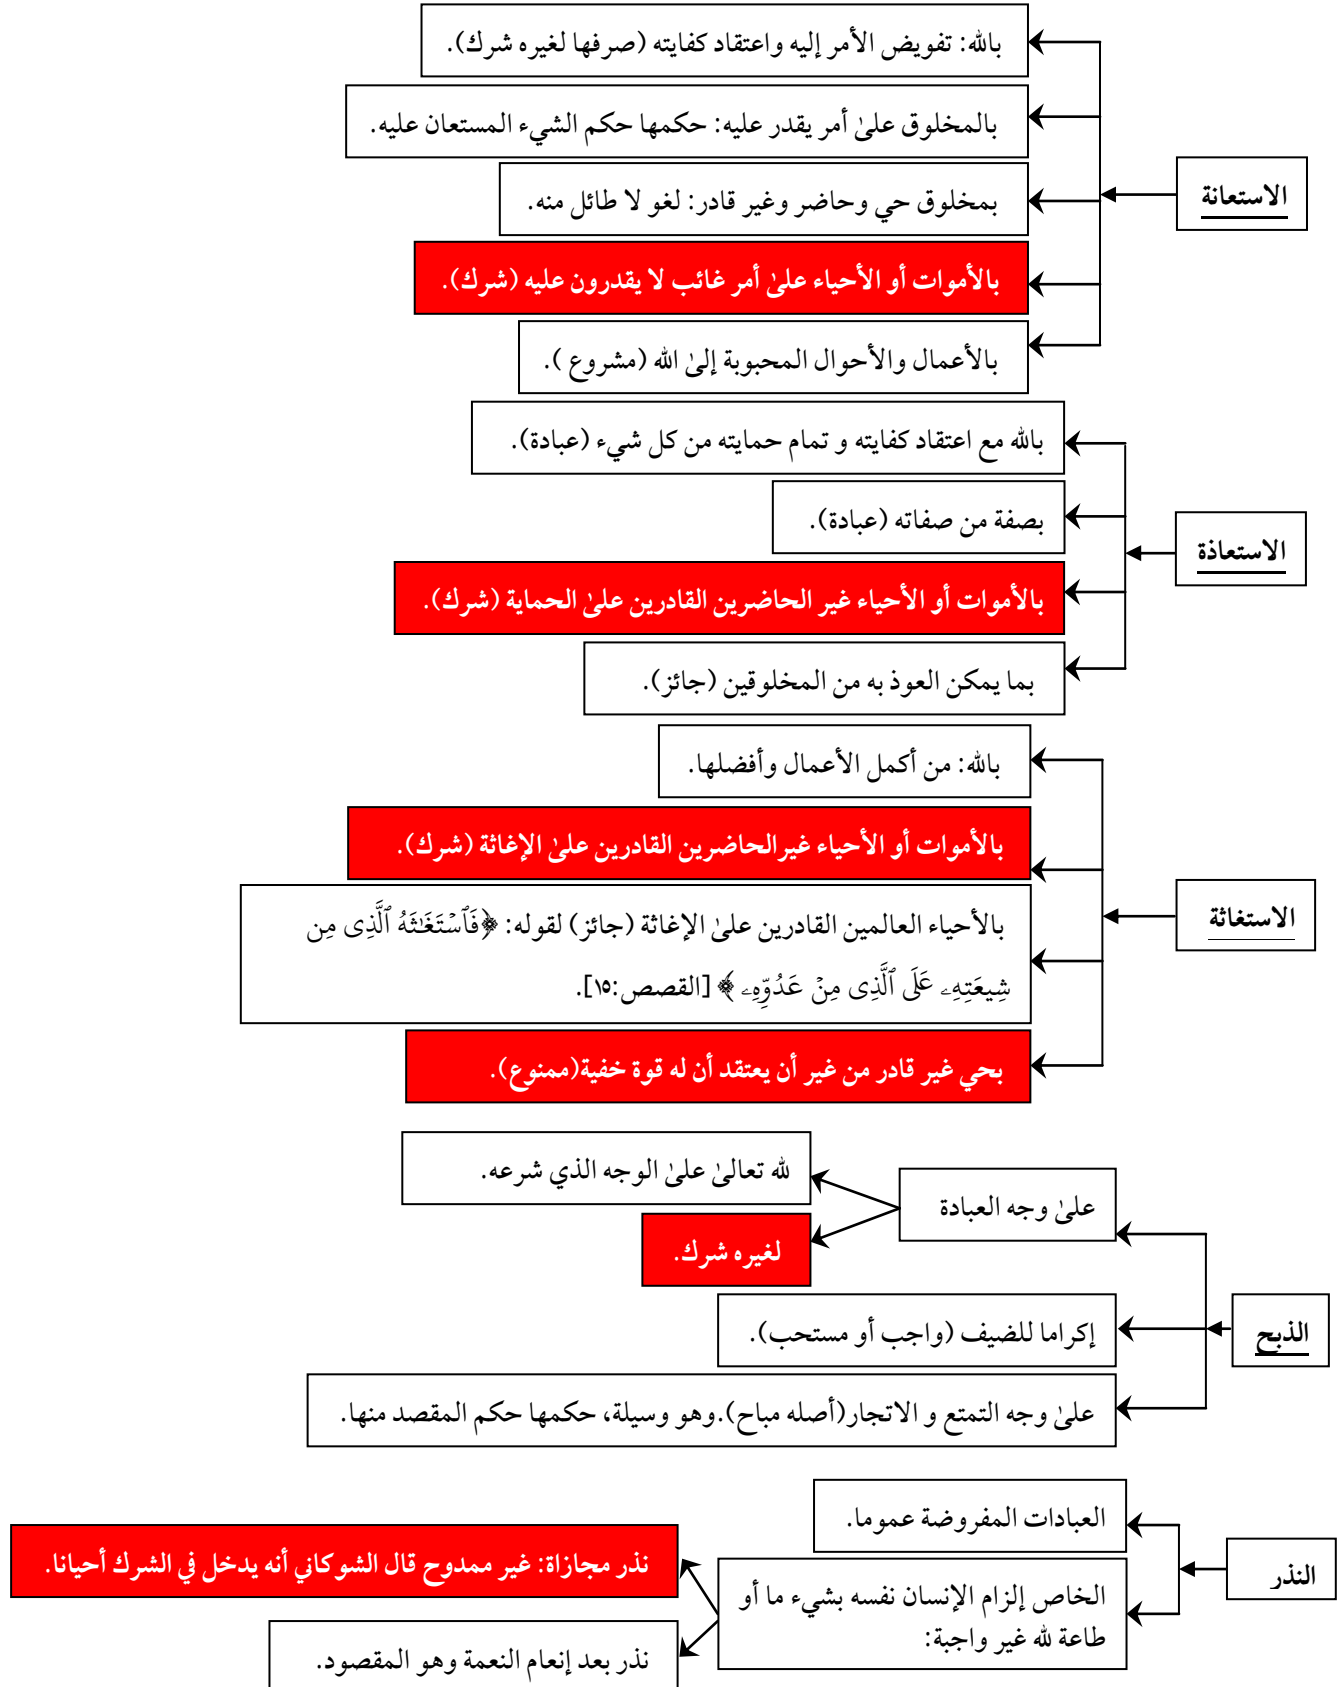 الاستعانة
بالله: تفويض الأمر إليه واعتقاد كفايته (صرفها لغيره شرك).
بالمخلوق علىٰ أمر يقدر عليه: حكمها حكم الشيء المستعان عليه.
بمخلوق حي وحاضر وغير قادر: لغو لا طائل منه.
بالأموات أو الأحياء علىٰ أمر غائب لا يقدرون عليه (شرك).
بالأعمال والأحوال المحبوبة إلىٰ الله (مشروع ).
الاستعاذة
بالله مع اعتقاد كفايته و تمام حمايته من كل شيء (عبادة).
بصفة من صفاته (عبادة).
بالأموات أو الأحياء غير الحاضرين القادرين علىٰ الحماية (شرك).
بما يمكن العوذ به من المخلوقين (جائز).
الاستغاثة
بالله: من أكمل الأعمال وأفضلها.
بالأموات أو الأحياء غيرالحاضرين القادرين علىٰ الإغاثة (شرك).
بالأحياء العالمين القادرين علىٰ الإغاثة (جائز) لقوله: ﴿فَٱسْتَغَٰثَهُ ٱلَّذِى مِن
شِيعَتِهِۦ عَلَى ٱلَّذِى مِنْ عَدُوِّهِۦ﴾ [القصص:١٥].
بحي غير قادر من غير أن يعتقد أن له قوة خفية(ممنوع).
الذبح
علىٰ وجه العبادة
لله تعالىٰ علىٰ الوجه الذي شرعه.
لغيره شرك.
إكراما للضيف (واجب أو مستحب).
علىٰ وجه التمتع و الاتجار(أصله مباح).وهو وسيلة، حكمها حكم المقصد منها.
النذر
العبادات المفروضة عموما.
الخاص إلزام الإنسان نفسه بشيء ما أو
طاعة لله غير واجبة:
نذر مجازاة: غير ممدوح قال الشوكاني أنه يدخل في الشرك أحيانا.
نذر بعد إنعام النعمة وهو المقصود.